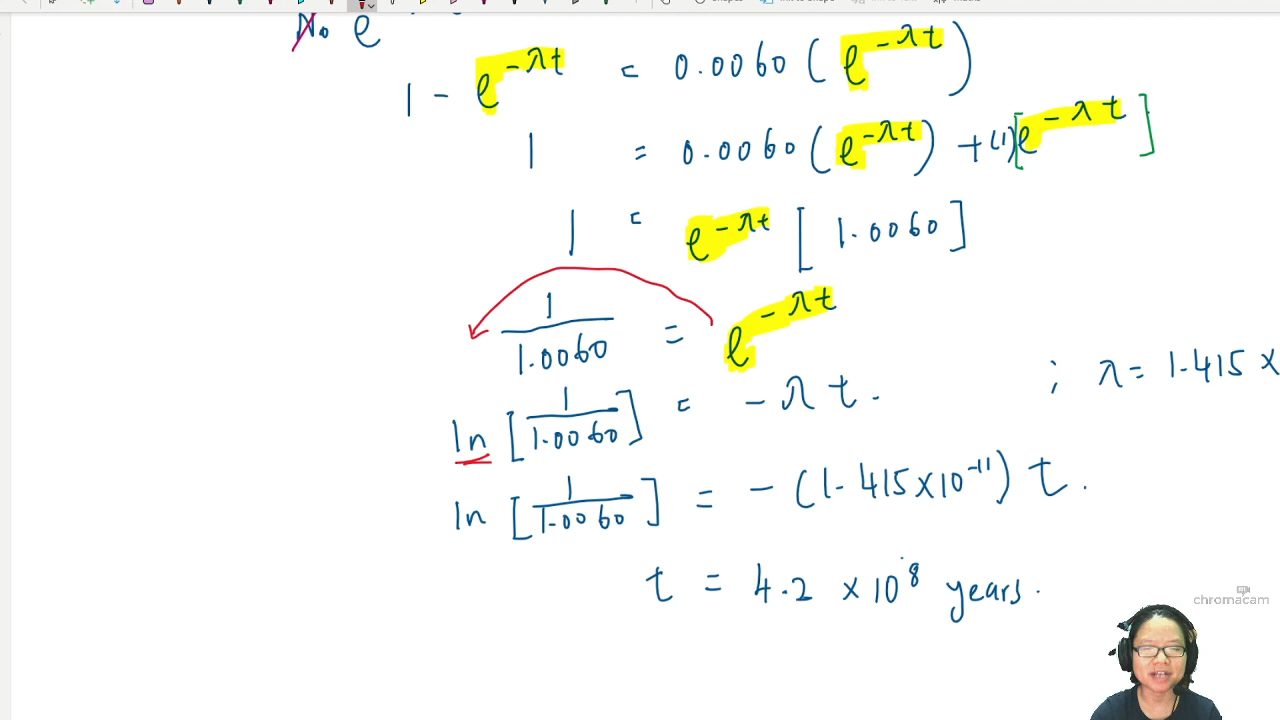 N₀ e
1 - e^{-λt} = 0.0060 ( e^{-λt} )
1 = 0.0060 ( e^{-λt} ) + (1)[ e^{-λt} ]
1 = e^{-λt} [ 1.0060 ]
1/1.0060 = e^{-λt}
ln [ 1/1.0060 ] = - λ t . ; λ = 1.415 ×
ln [ 1/1.0060 ] = - (1.415×10^{-11}) t .
t = 4.2 × 10^8 years.
chromacam